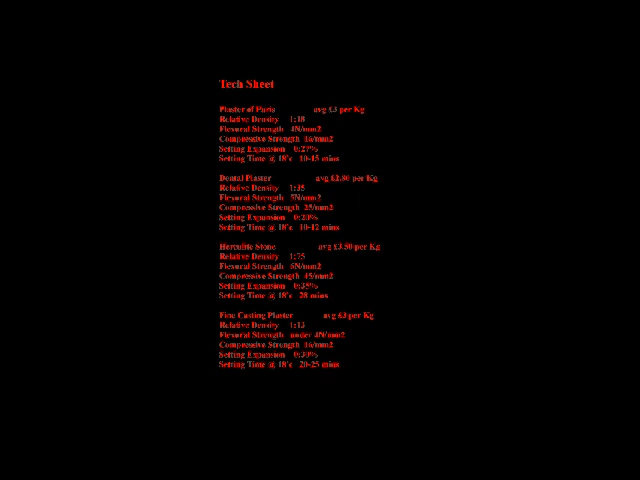 Tech Sheet
Plaster of Paris avg £3 per Kg
Relative Density 1:18
Flexural Strength 4N/mm2
Compressive Strength 16/mm2
Setting Expansion 0:27%
Setting Time @ 18'c 10-15 mins
Dental Plaster avg £2.80 per Kg
Relative Density 1:35
Flexural Strength 5N/mm2
Compressive Strength 25/mm2
Setting Expansion 0:20%
Setting Time @ 18'c 10-12 mins
Herculite Stone avg £3.50 per Kg
Relative Density 1:75
Flexural Strength 6N/mm2
Compressive Strength 45/mm2
Setting Expansion 0:35%
Setting Time @ 18'c 28 mins
Fine Casting Plaster avg £3 per Kg
Relative Density 1:13
Flexural Strength under 4N/mm2
Compressive Strength 16/mm2
Setting Expansion 0:30%
Setting Time @ 18'c 20-25 mins